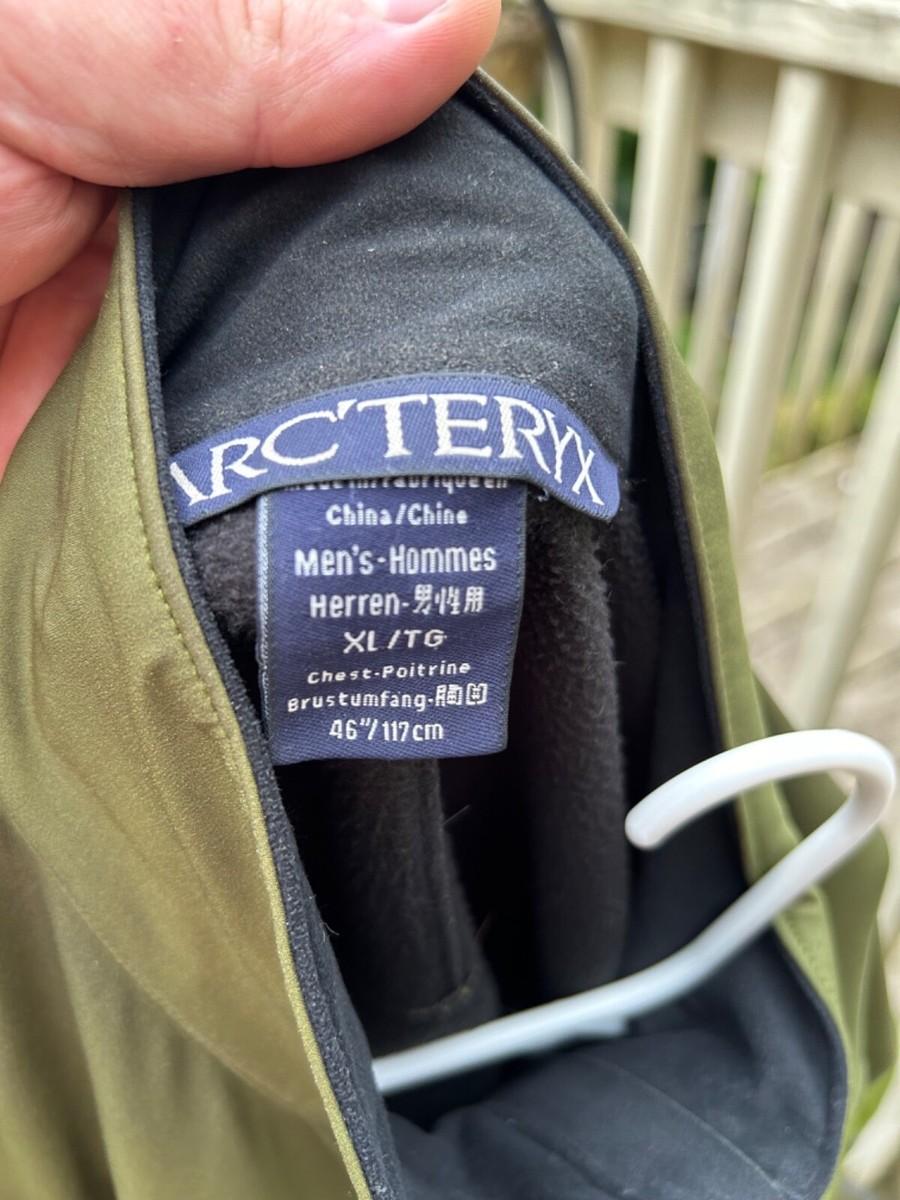 ARC'TERYX
China/Chine
Men's-Hommes
Herren-男性用
XL/TG
Chest-Poitrine
Brustumfang-胸囲
46"/117cm